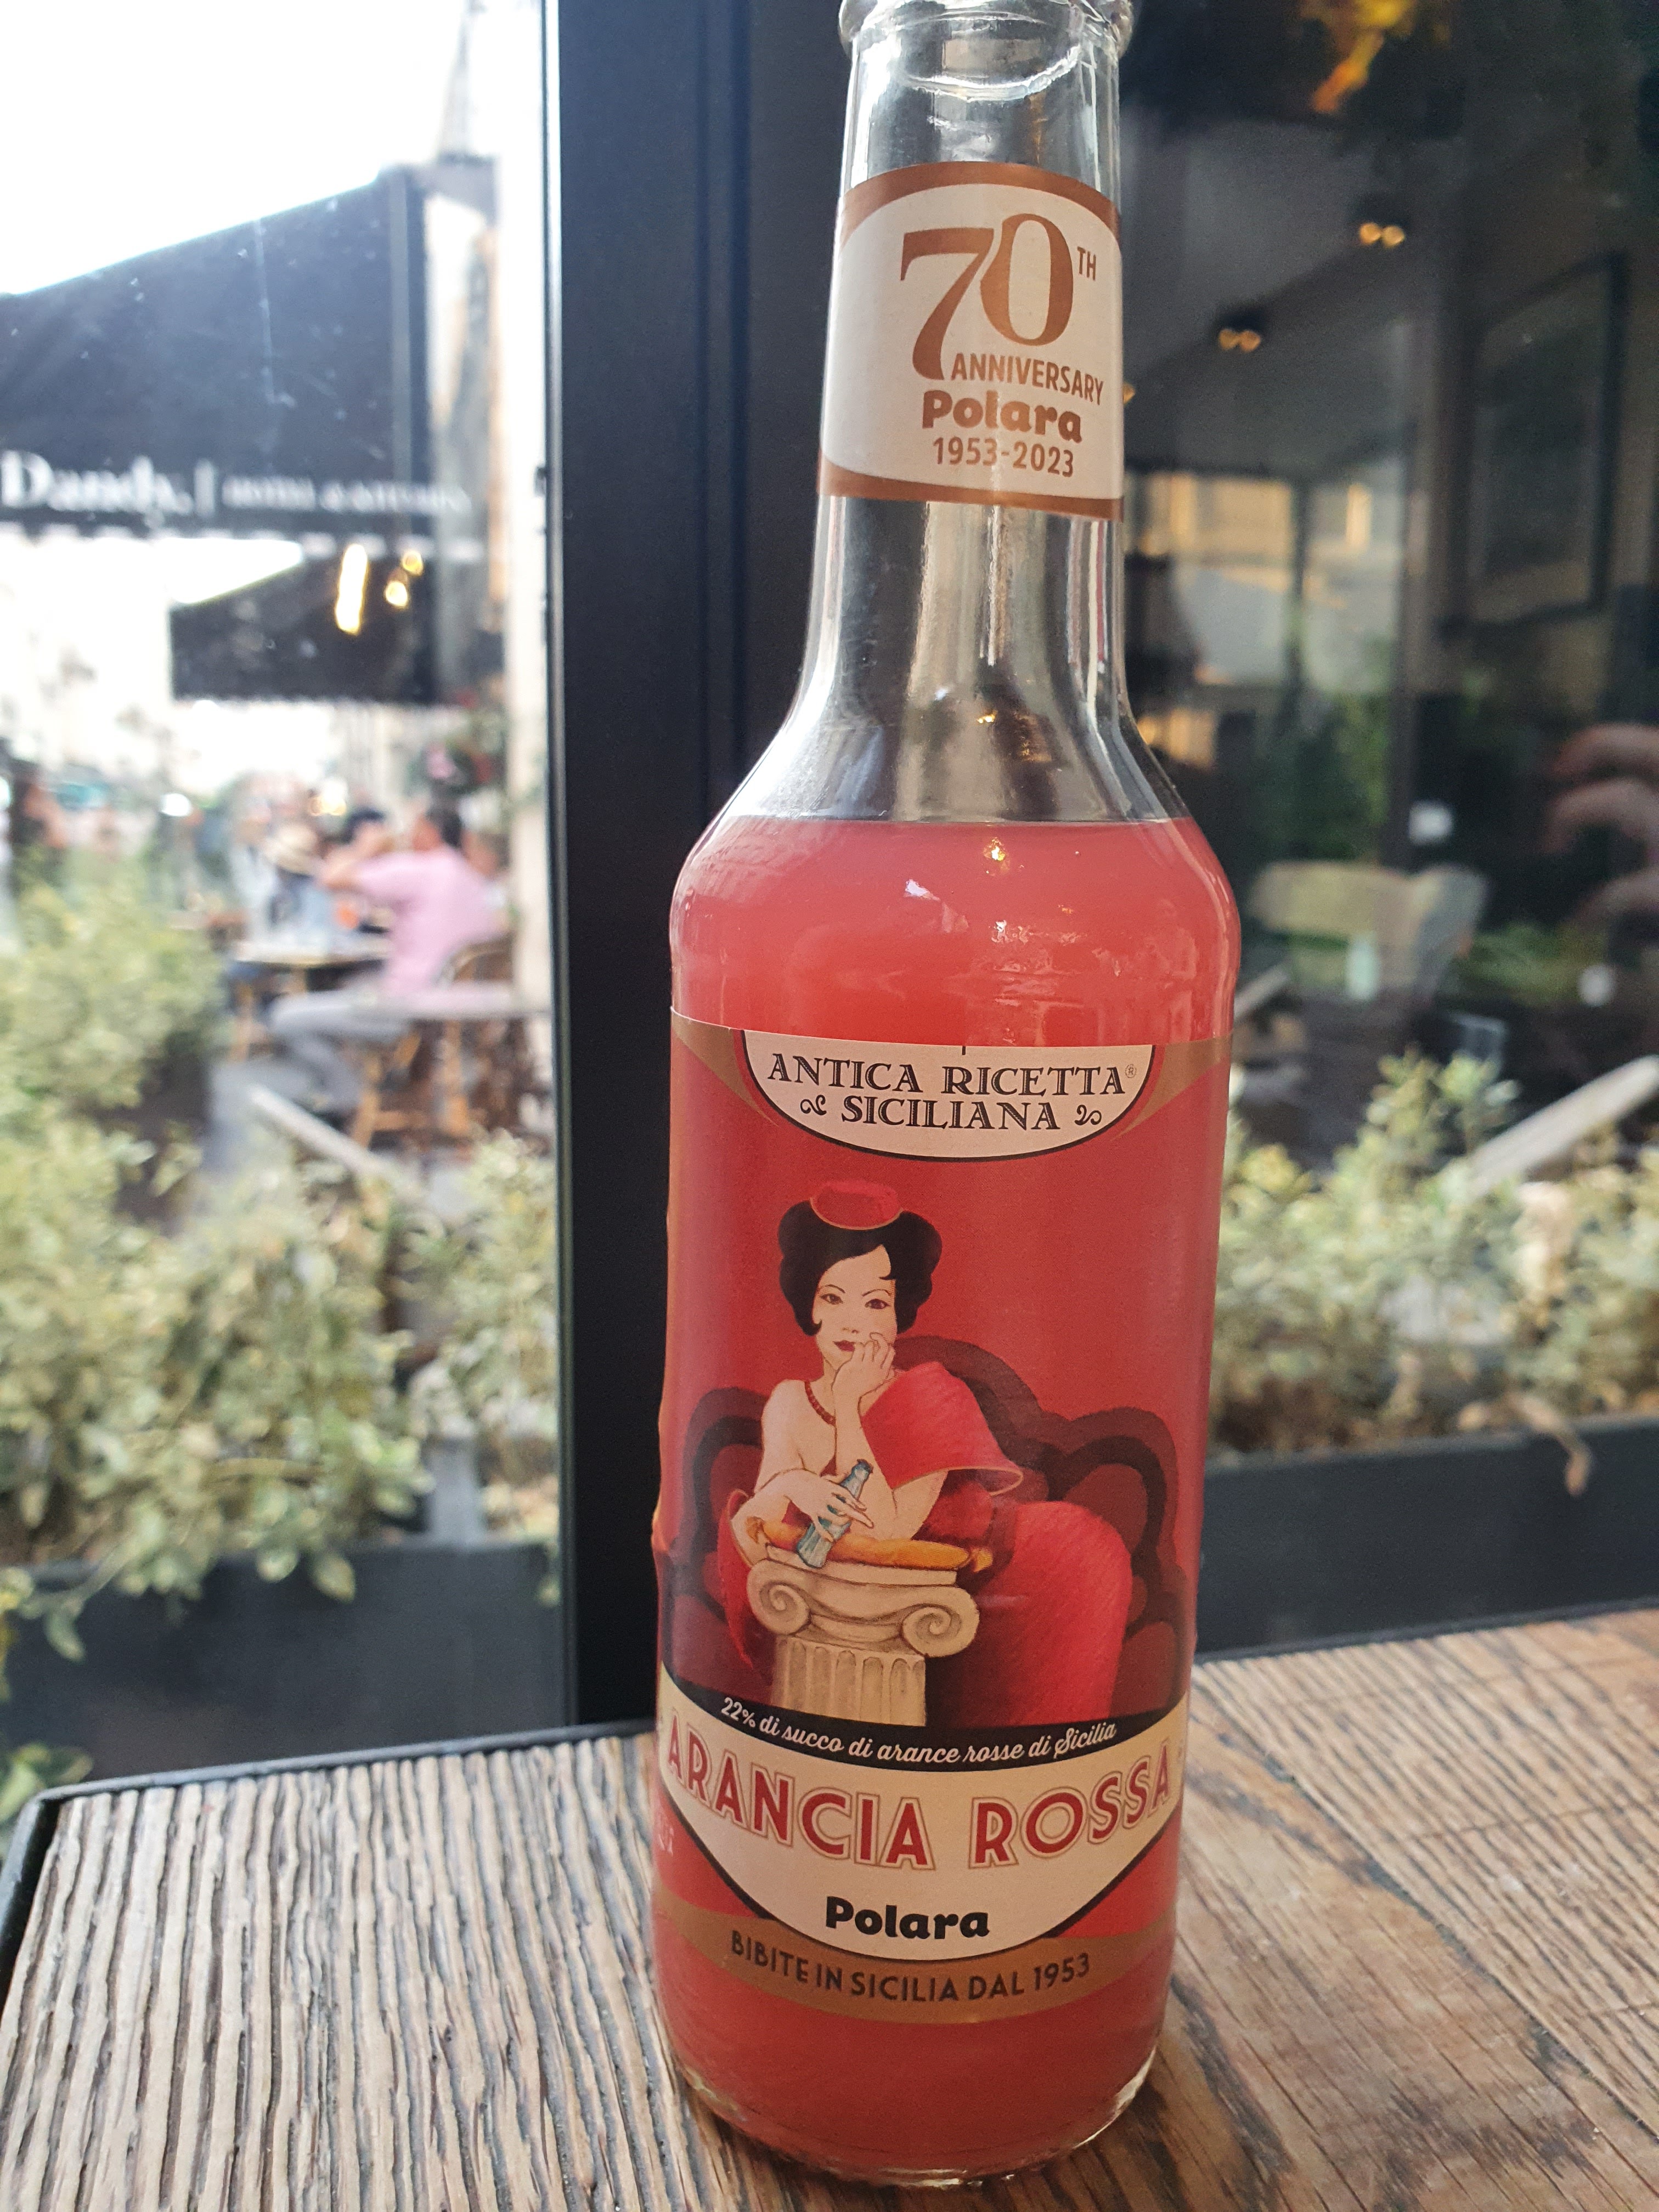 70TH
ANNIVERSARY
Polara
1953-2023
Dandy.
ANTICA RICETTA®
SICILIANA
22% di succo di arance rosse di Sicilia
ARANCIA ROSSA
Polara
BIBITE IN SICILIA DAL 1953